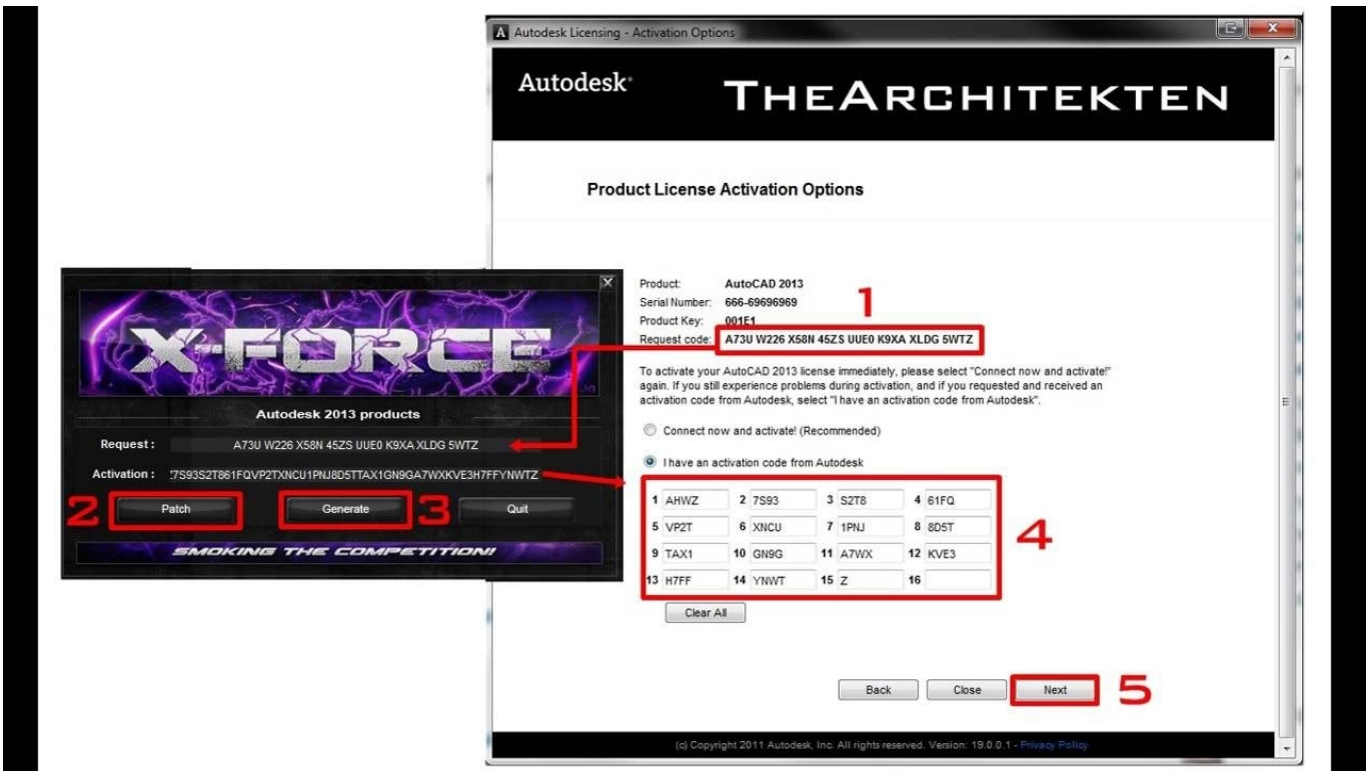 Autodesk Licensing - Activation Options
Autodesk
THEARCHITEKTEN
Product License Activation Options
Product: AutoCAD 2013
Serial Number: 666-69696969
Product Key: 001E1
1
Request code: A73U W226 X58N 45ZS UUE0 K9XA XLDG 5WTZ
To activate your AutoCAD 2013 license immediately, please select "Connect now and activate!"
again. If you still experience problems during activation, and if you requested and received an
activation code from Autodesk, select "I have an activation code from Autodesk".
Connect now and activate! (Recommended)
I have an activation code from Autodesk
1 AHWZ 2 7S93 3 S2T8 4 61FQ
5 VP2T 6 XNCU 7 1PNJ 8 8D5T
9 TAX1 10 GN9G 11 A7WX 12 KVE3
13 H7FF 14 YNWT 15 Z 16
4
Clear All
Back Close Next 5
(c) Copyright 2011 Autodesk, Inc. All rights reserved. Version: 19.0.0.1 - Privacy Policy
X-FORCE
Autodesk 2013 products
Request : A73U W226 X58N 45ZS UUE0 K9XA XLDG 5WTZ
Activation : 7S93S2T861FQVP2TXNCU1PNJ8D5TTAX1GN9GA7WXKVE3H7FFYNWTZ
2 Patch Generate 3 Quit
SMOKING THE COMPETITION!